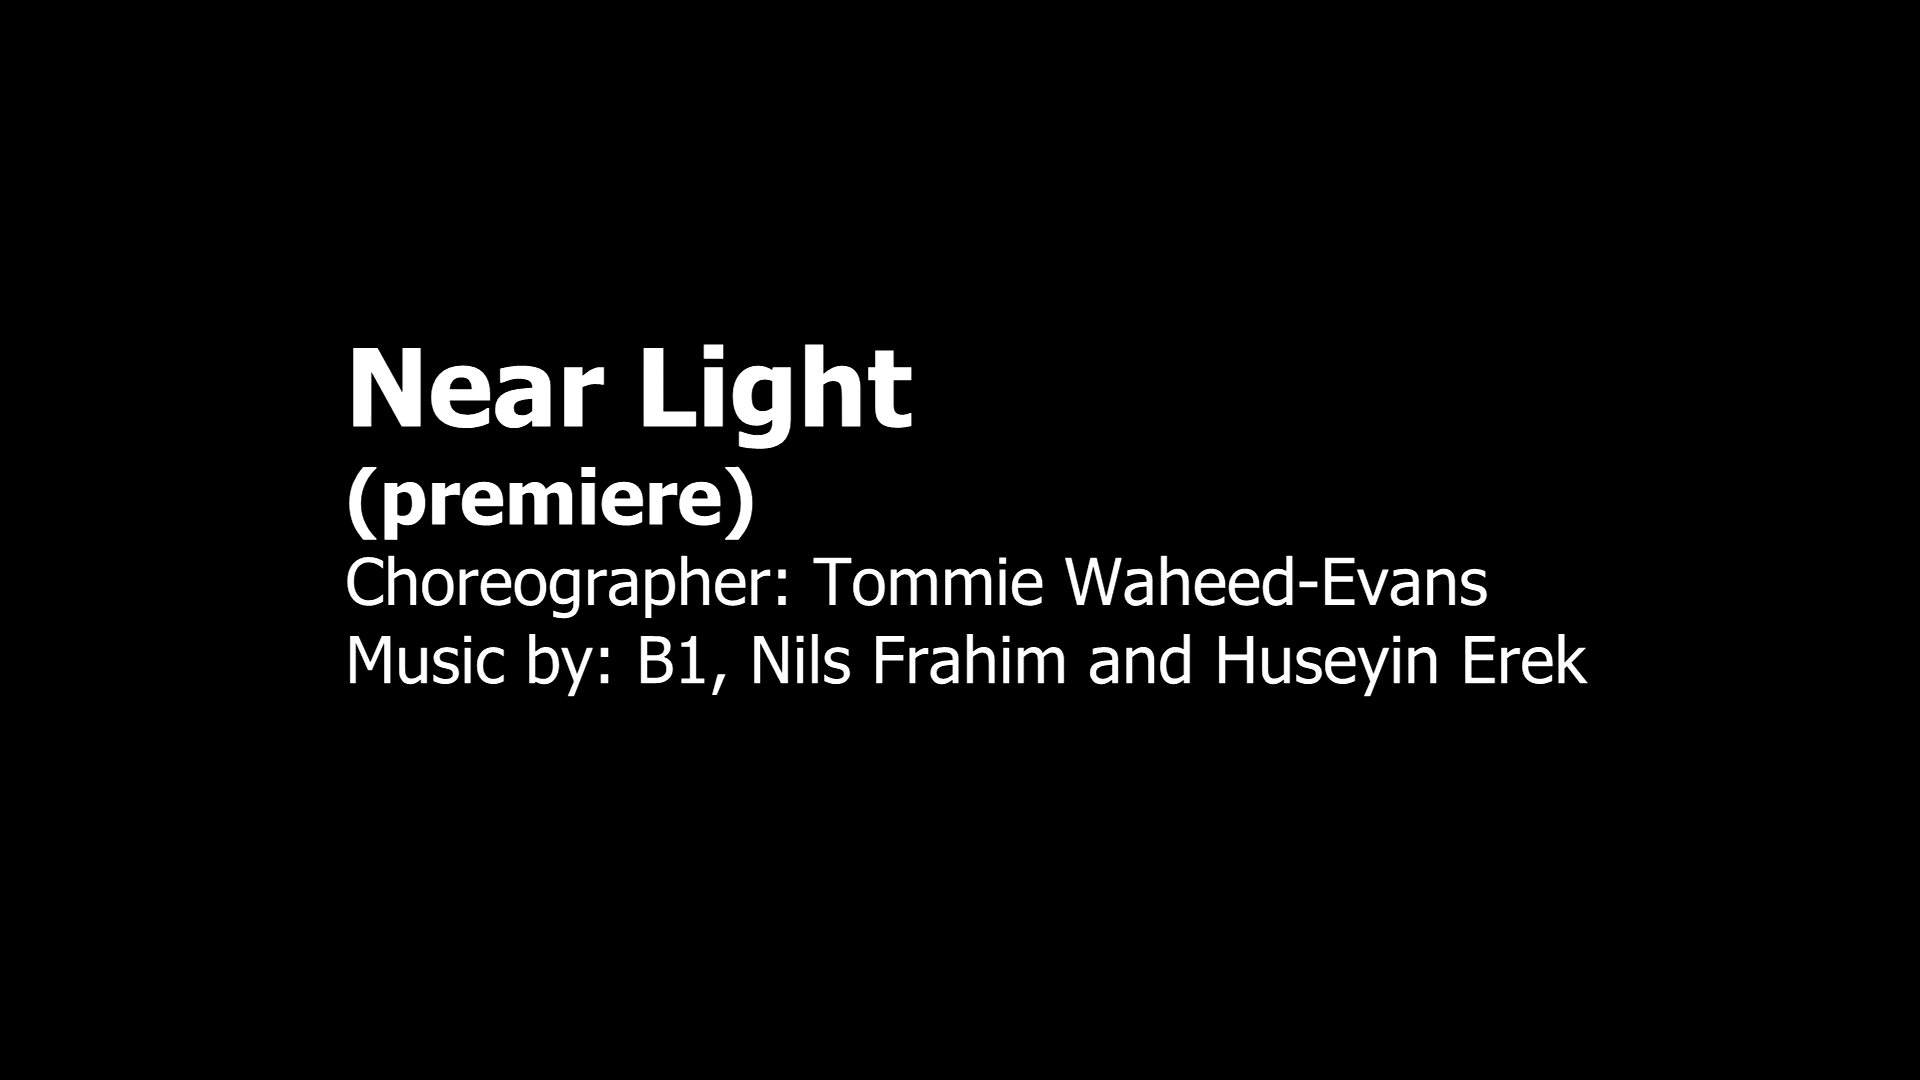 Near Light
(premiere)
Choreographer: Tommie Waheed-Evans
Music by: B1, Nils Frahim and Huseyin Erek